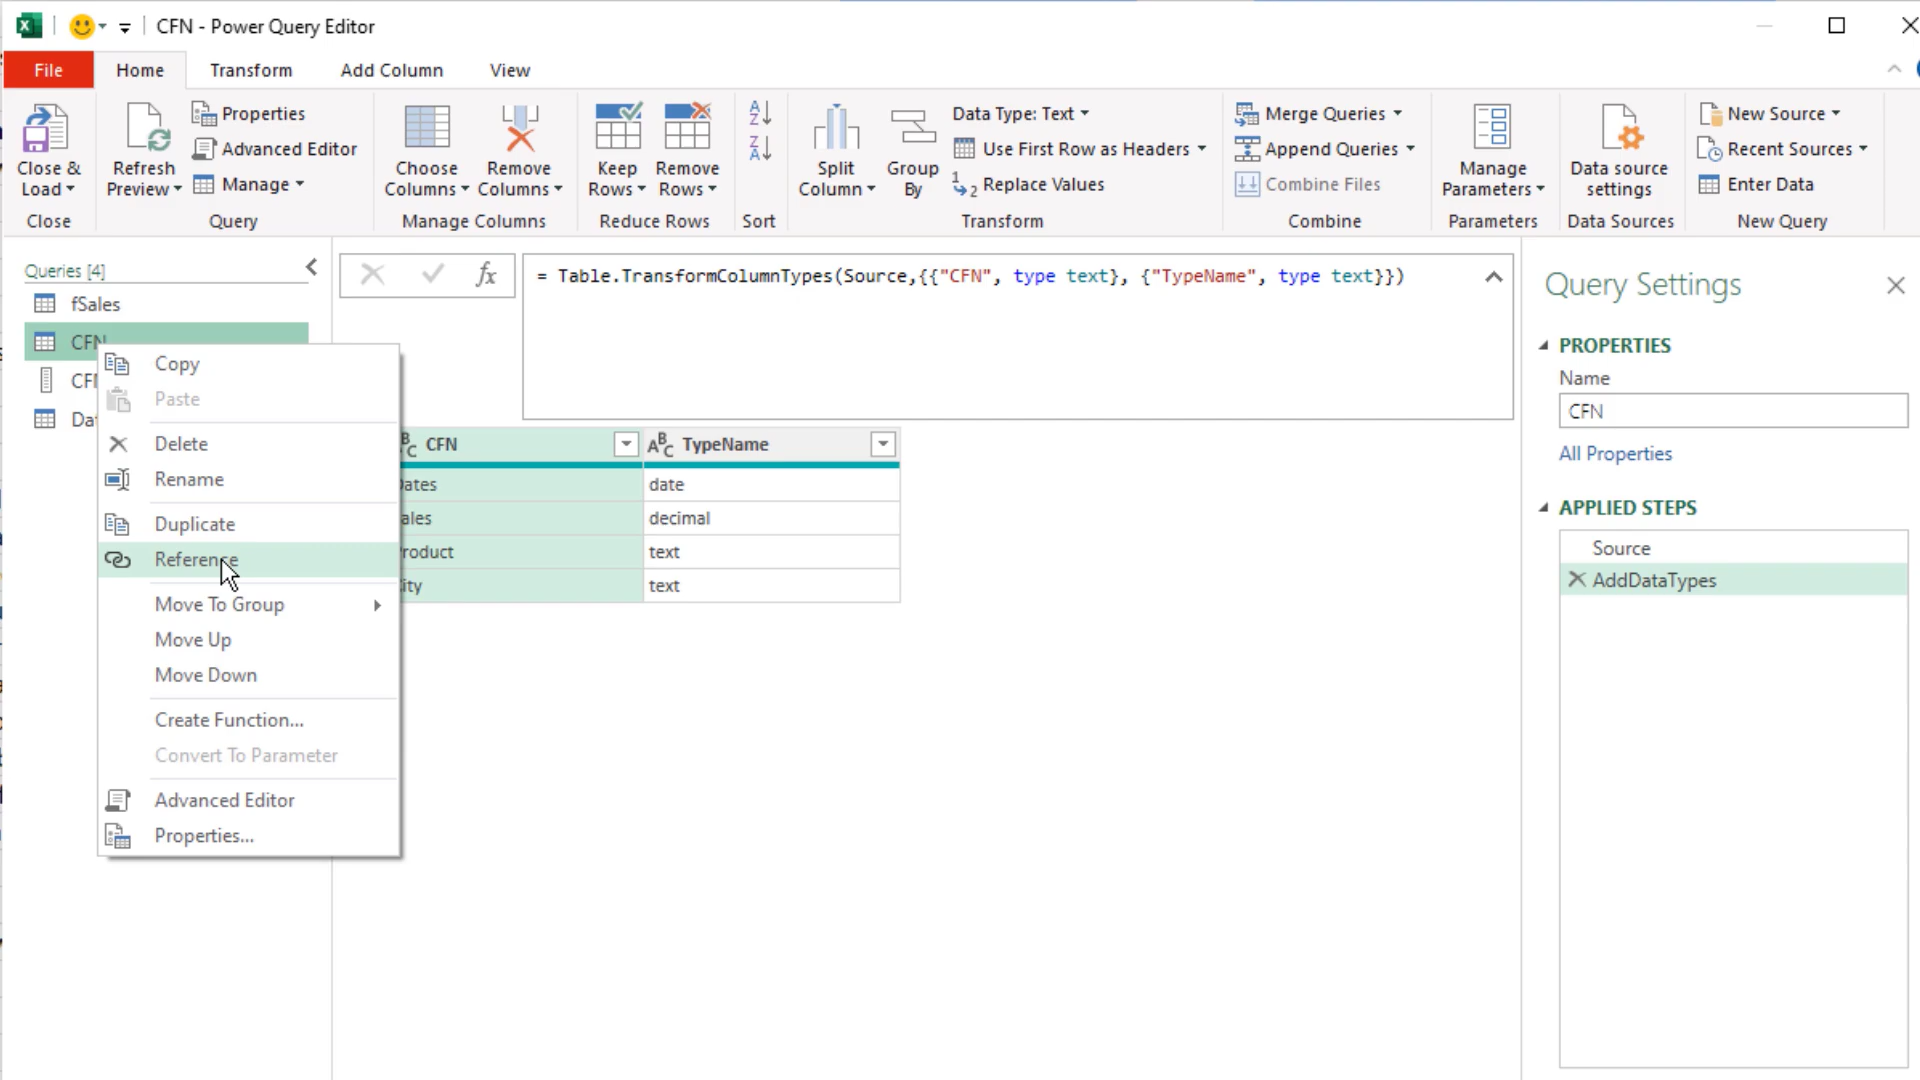 CFN - Power Query Editor
File
Home
Transform
Add Column
View
Close &
Load
Close
Refresh
Preview
Properties
Advanced Editor
Manage
Query
Choose
Columns
Remove
Columns
Manage Columns
Keep
Rows
Remove
Rows
Reduce Rows
Sort
Split
Column
Group
By
Data Type: Text
Use First Row as Headers
Replace Values
Transform
Merge Queries
Append Queries
Combine Files
Combine
Manage
Parameters
Parameters
Data source
settings
Data Sources
New Source
Recent Sources
Enter Data
New Query
Queries [4]
fSales
CFN
Copy
Paste
Delete
Rename
Duplicate
Reference
Move To Group
Move Up
Move Down
Create Function...
Convert To Parameter
Advanced Editor
Properties...
= Table.TransformColumnTypes(Source,{{"CFN", type text}, {"TypeName", type text}})
CFN
TypeName
date
decimal
text
text
Query Settings
PROPERTIES
Name
CFN
All Properties
APPLIED STEPS
Source
AddDataTypes